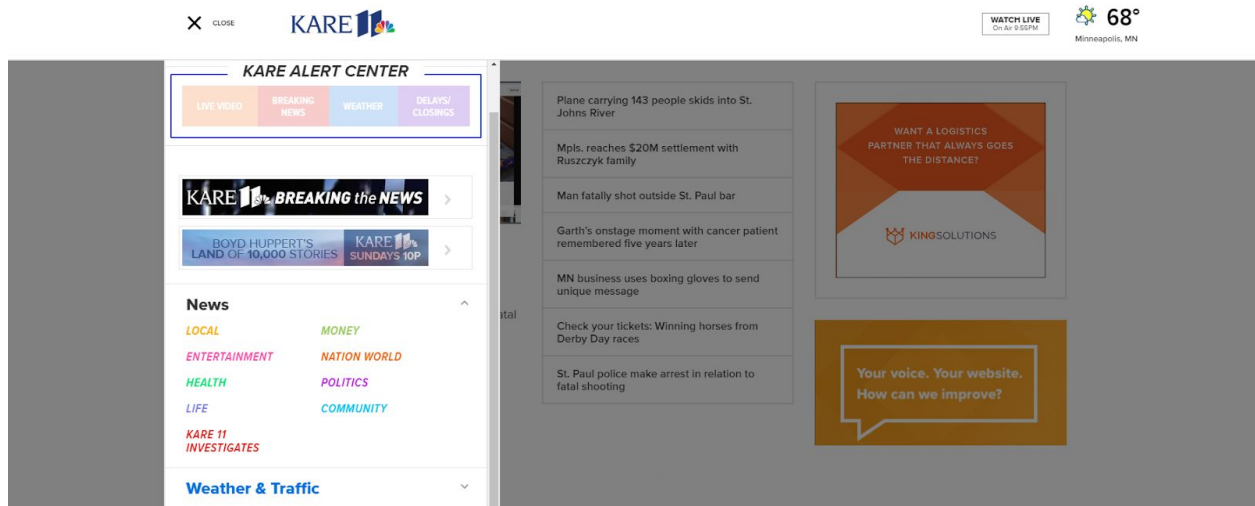 CLOSE
KARE 11
WATCH LIVE
On Air 9:55PM
68°
Minneapolis, MN
KARE ALERT CENTER
LIVE VIDEO
BREAKING
NEWS
WEATHER
DELAYS/
CLOSINGS
KARE 11 BREAKING the NEWS
BOYD HUPPERT'S
LAND OF 10,000 STORIES
KARE 11
SUNDAYS 10P
News
LOCAL
MONEY
ENTERTAINMENT
NATION WORLD
HEALTH
POLITICS
LIFE
COMMUNITY
KARE 11
INVESTIGATES
Weather & Traffic
atal
Plane carrying 143 people skids into St.
Johns River
Mpls. reaches $20M settlement with
Ruszczyk family
Man fatally shot outside St. Paul bar
Garth's onstage moment with cancer patient
remembered five years later
MN business uses boxing gloves to send
unique message
Check your tickets: Winning horses from
Derby Day races
St. Paul police make arrest in relation to
fatal shooting
WANT A LOGISTICS
PARTNER THAT ALWAYS GOES
THE DISTANCE?
KINGSOLUTIONS
Your voice. Your website.
How can we improve?